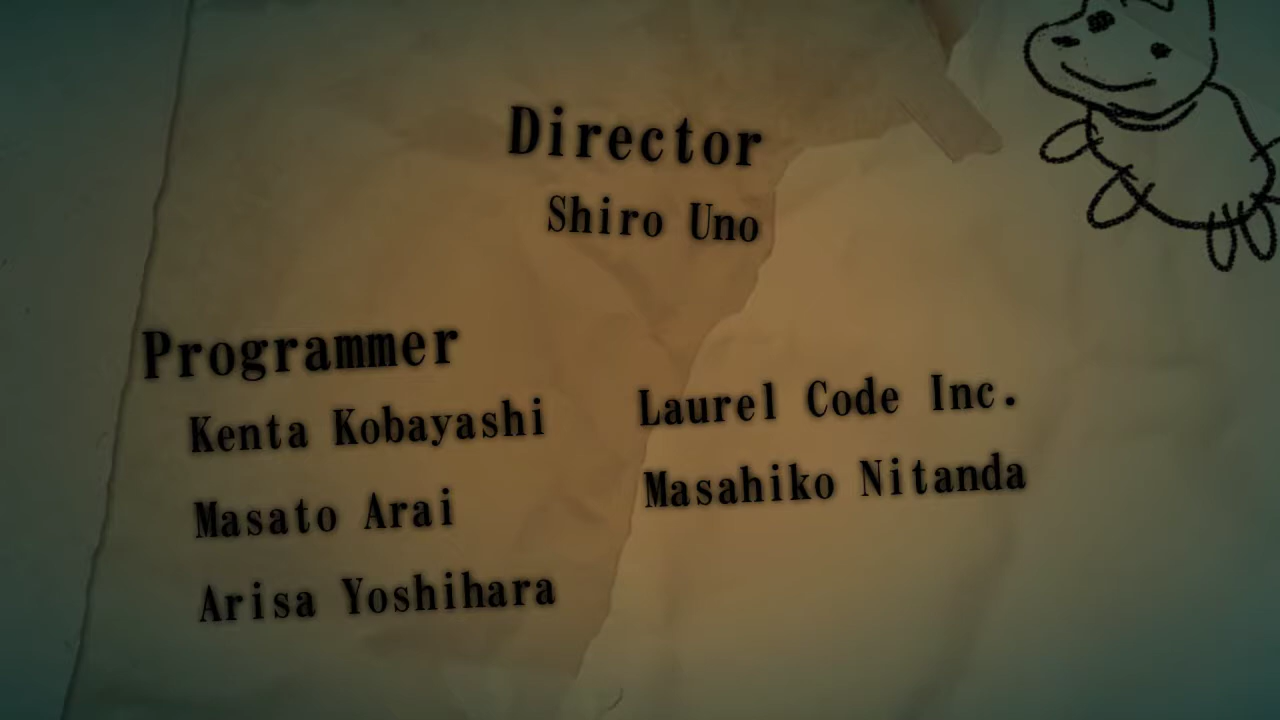 Director
Shiro Uno
Programmer
Kenta Kobayashi
Masato Arai
Arisa Yoshihara
Laurel Code Inc.
Masahiko Nitanda